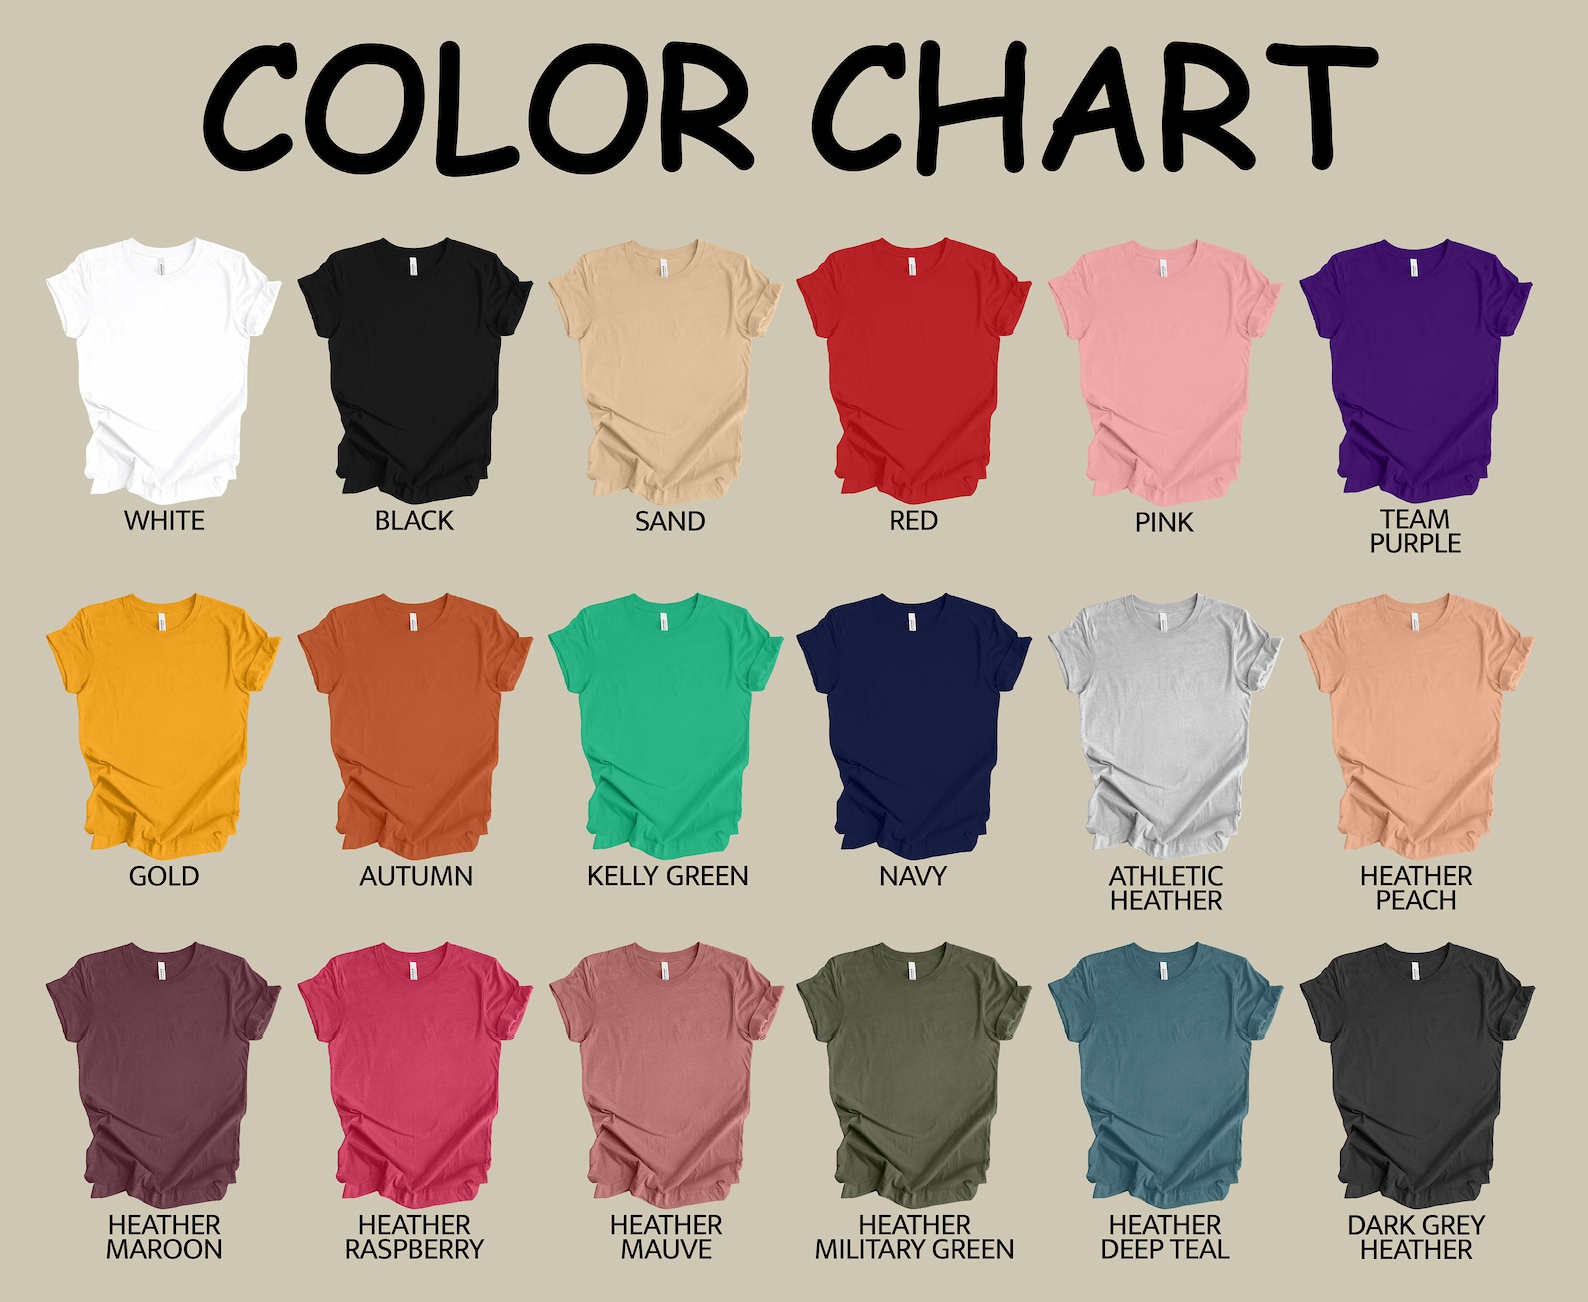 COLOR CHART
WHITE
BLACK
SAND
RED
PINK
TEAM
PURPLE
GOLD
AUTUMN
KELLY GREEN
NAVY
ATHLETIC
HEATHER
HEATHER
PEACH
HEATHER
MAROON
HEATHER
RASPBERRY
HEATHER
MAUVE
HEATHER
MILITARY GREEN
HEATHER
DEEP TEAL
DARK GREY
HEATHER